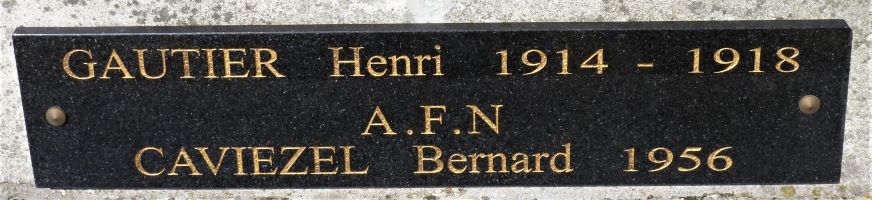 GAUTIER Henri 1914 - 1918
A.F.N
CAVIEZEL Bernard 1956